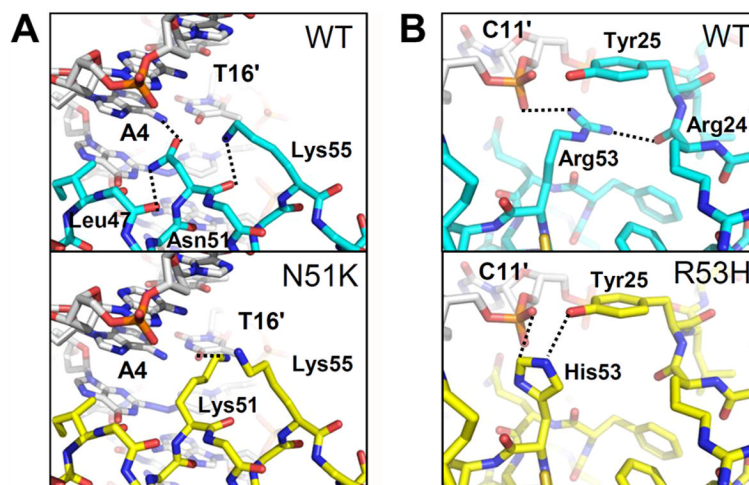 A
WT
T16'
A4
Lys55
Leu47
Asn51
N51K
T16'
Lys55
A4
Lys51
B
C11'
WT
Tyr25
Arg24
Arg53
C11'
R53H
Tyr25
His53